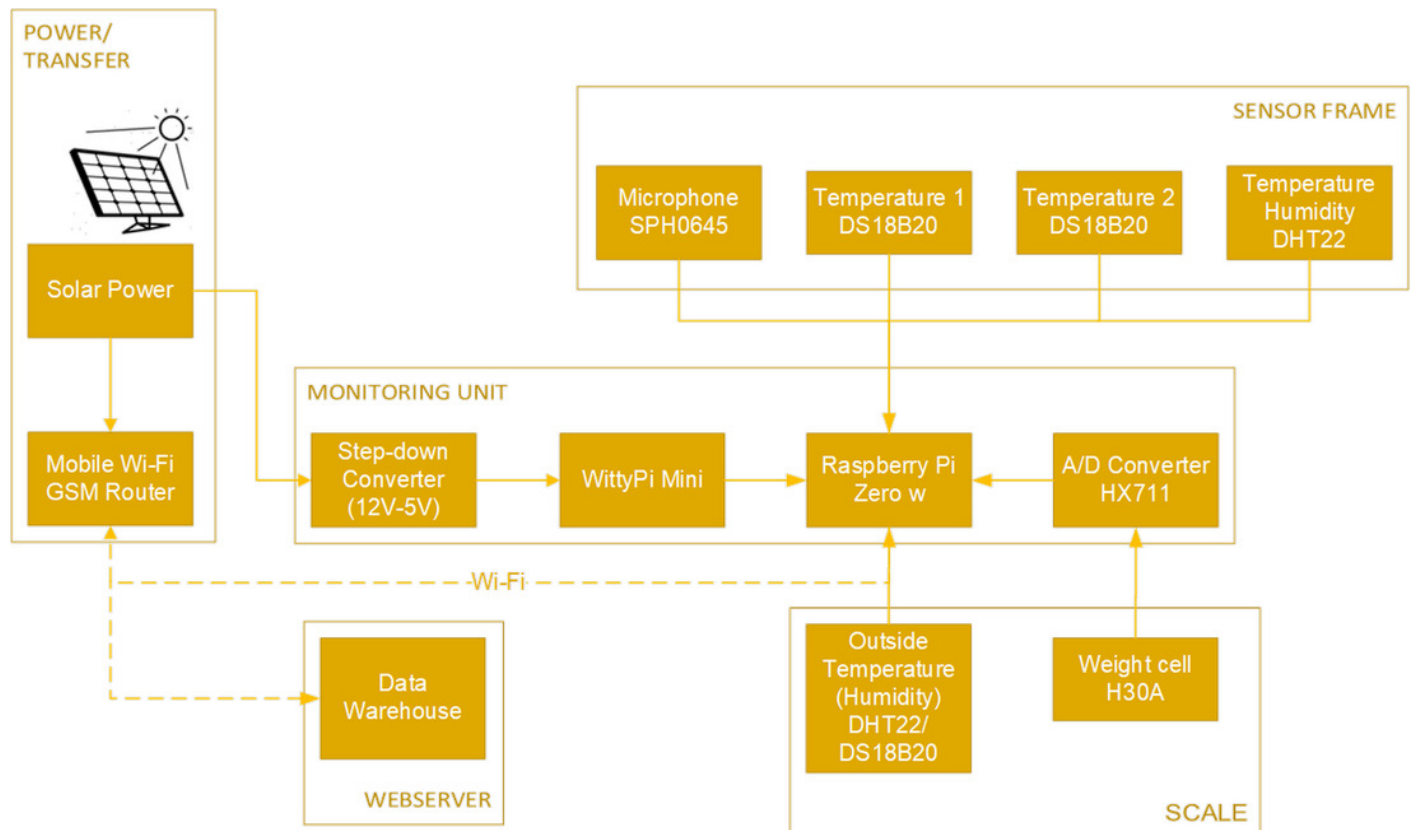 POWER/
TRANSFER
Solar Power
Mobile Wi-Fi
GSM Router
SENSOR FRAME
Microphone
SPH0645
Temperature 1
DS18B20
Temperature 2
DS18B20
Temperature
Humidity
DHT22
MONITORING UNIT
Step-down
Converter
(12V-5V)
WittyPi Mini
Raspberry Pi
Zero w
A/D Converter
HX711
Wi-Fi
Data
Warehouse
WEBSERVER
Outside
Temperature
(Humidity)
DHT22/
DS18B20
Weight cell
H30A
SCALE